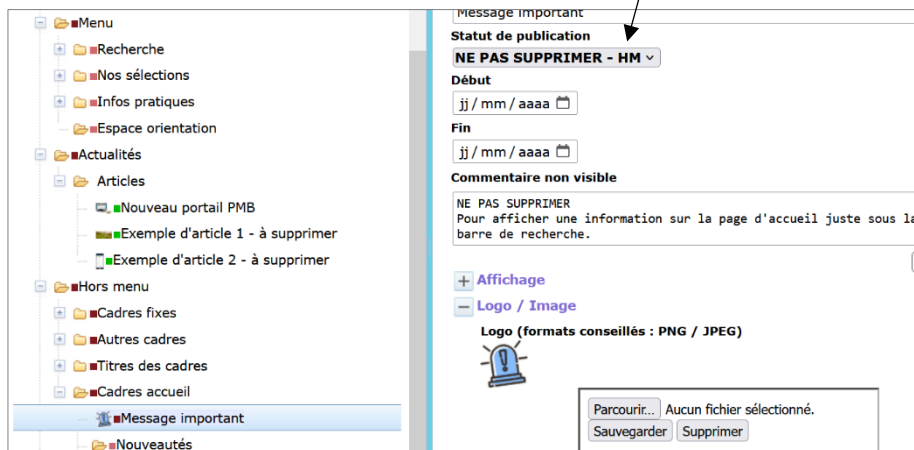 Menu
Recherche
Nos sélections
Infos pratiques
Espace orientation
Actualités
Articles
Nouveau portail PMB
Exemple d'article 1 - à supprimer
Exemple d'article 2 - à supprimer
Hors menu
Cadres fixes
Autres cadres
Titres des cadres
Cadres accueil
Message important
Nouveautés
Message important
Statut de publication
NE PAS SUPPRIMER - HM
Début
jj / mm / aaaa
Fin
jj / mm / aaaa
Commentaire non visible
NE PAS SUPPRIMER
Pour afficher une information sur la page d'accueil juste sous la
barre de recherche.
Affichage
Logo / Image
Logo (formats conseillés : PNG / JPEG)
Parcourir... Aucun fichier sélectionné.
Sauvegarder Supprimer